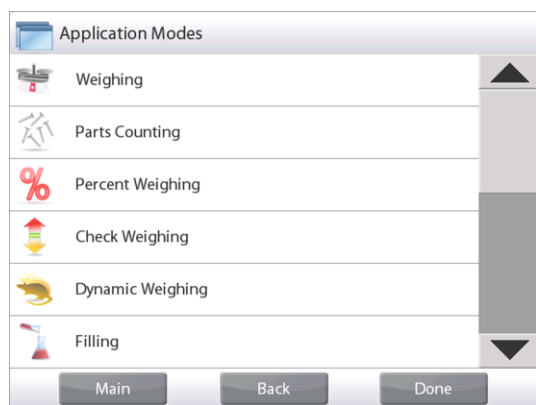 Application Modes
Weighing
Parts Counting
Percent Weighing
Check Weighing
Dynamic Weighing
Filling
Main Back Done